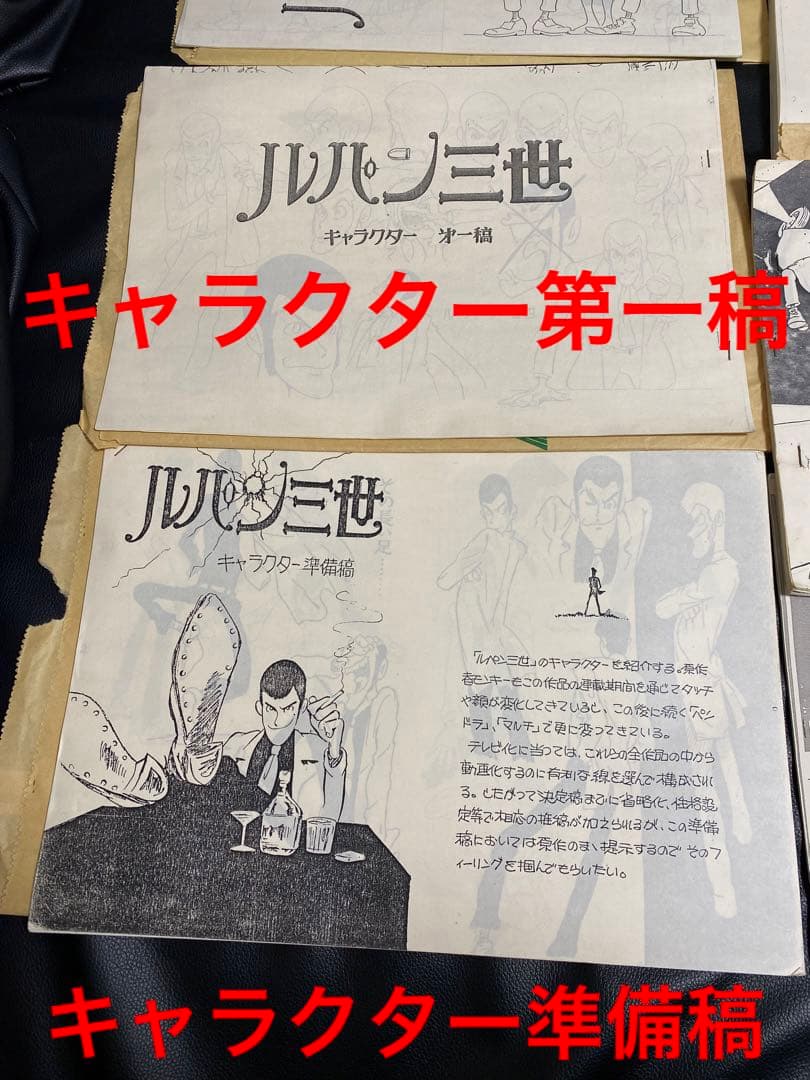 ルパン三世
キャラクター 第一稿
キャラクター第一稿
ルパン三世
キャラクター準備稿
「ルパン三世」のキャラクターを紹介する。原作
者モンキーもこの作品の連載期間を通じてタッチ
や顔が変化してきているし、この後に続く「ペン
ドラ」、「マルチ」で更に変ってきている。
テレビ化に当っては、これらの全作品の中から
動画化するのに有利な線を選んで構成され
る。したがって決定稿までに省略化、性格設
定等で相応の推稿が加えられるが、この準備
稿においては原作のまゝ提示するので そのフ
ィーリングを掴んでもらいたい。
キャラクター準備稿